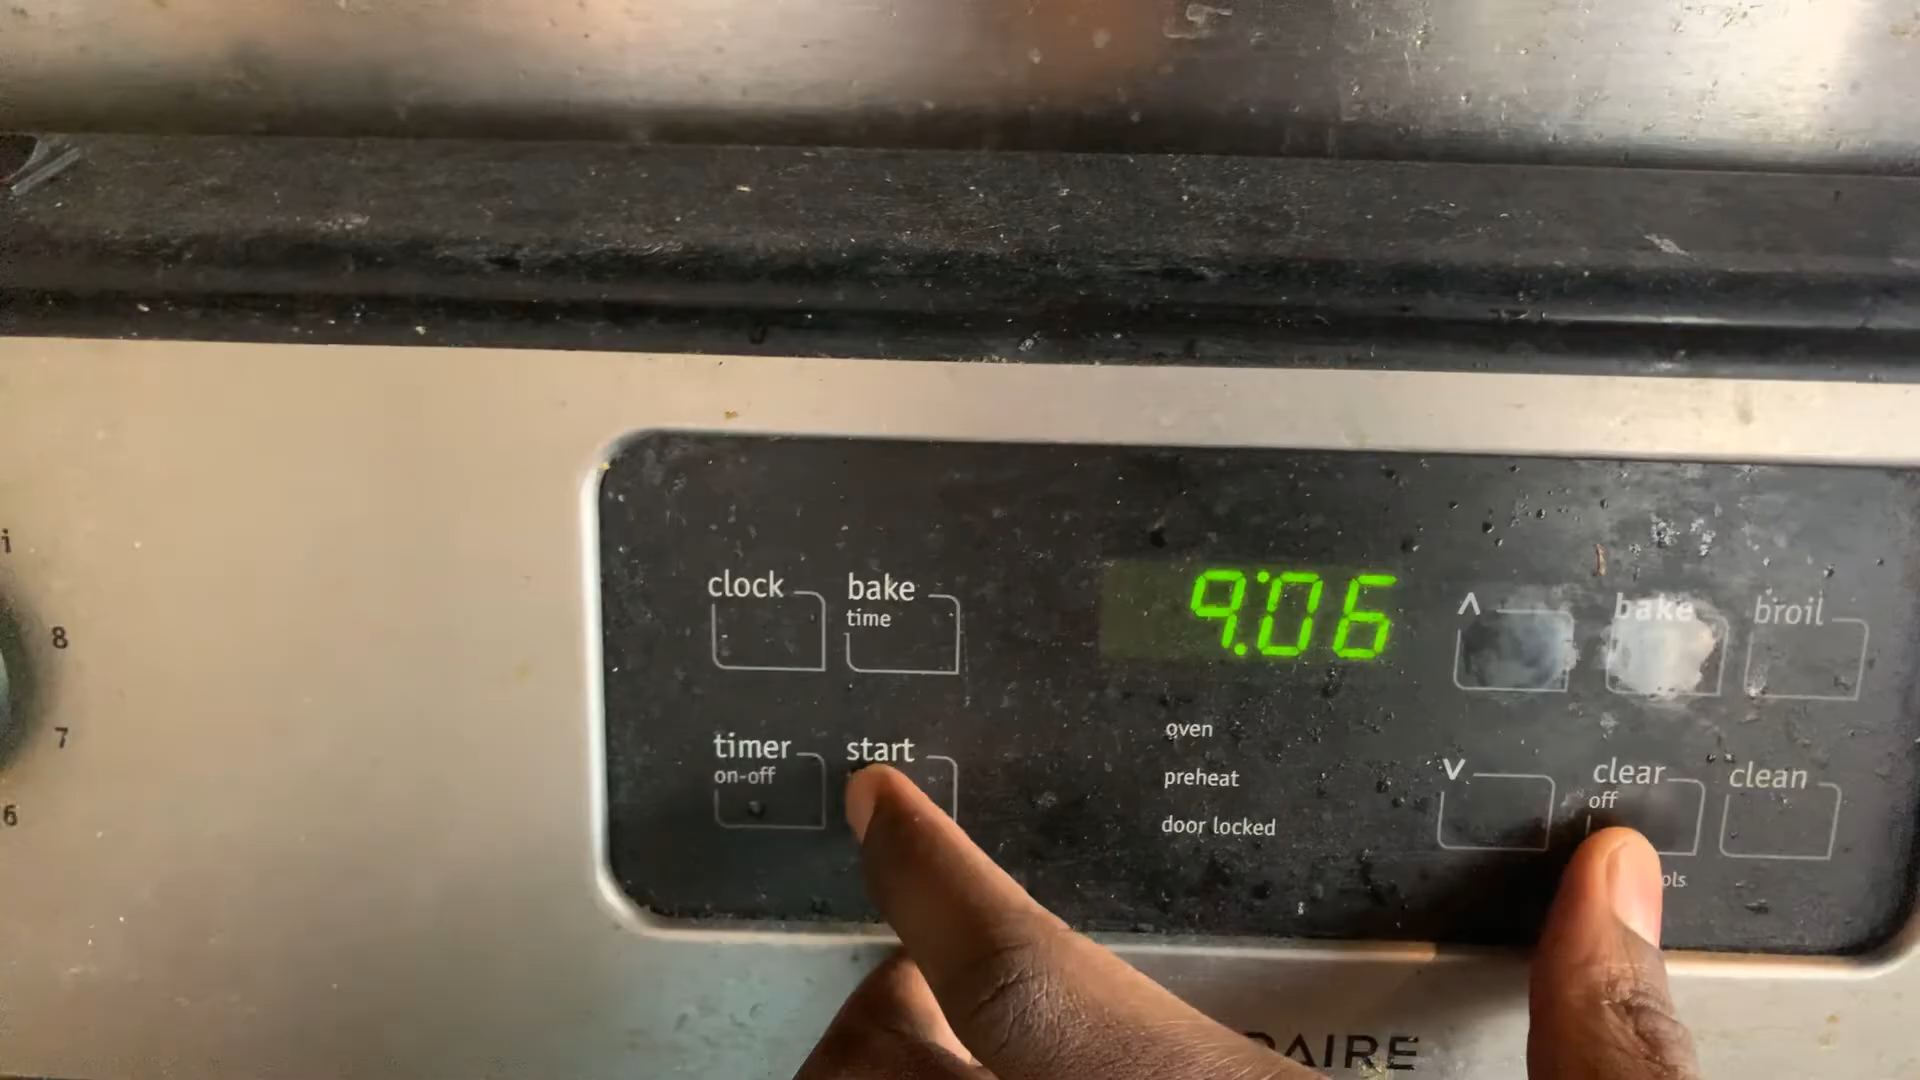 clock
bake
time
9:06
bake
broil
timer
on-off
start
oven
preheat
door locked
clear
off
clean
8
7
6